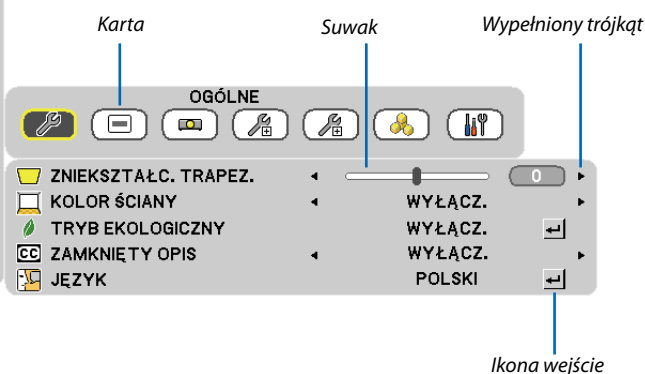 Karta Suwak Wypełniony trójkąt
OGÓLNE
ZNIEKSZTAŁC. TRAPEZ. 0
KOLOR ŚCIANY WYŁĄCZ.
TRYB EKOLOGICZNY WYŁĄCZ.
CC ZAMKNIĘTY OPIS WYŁĄCZ.
JĘZYK POLSKI
Ikona wejście